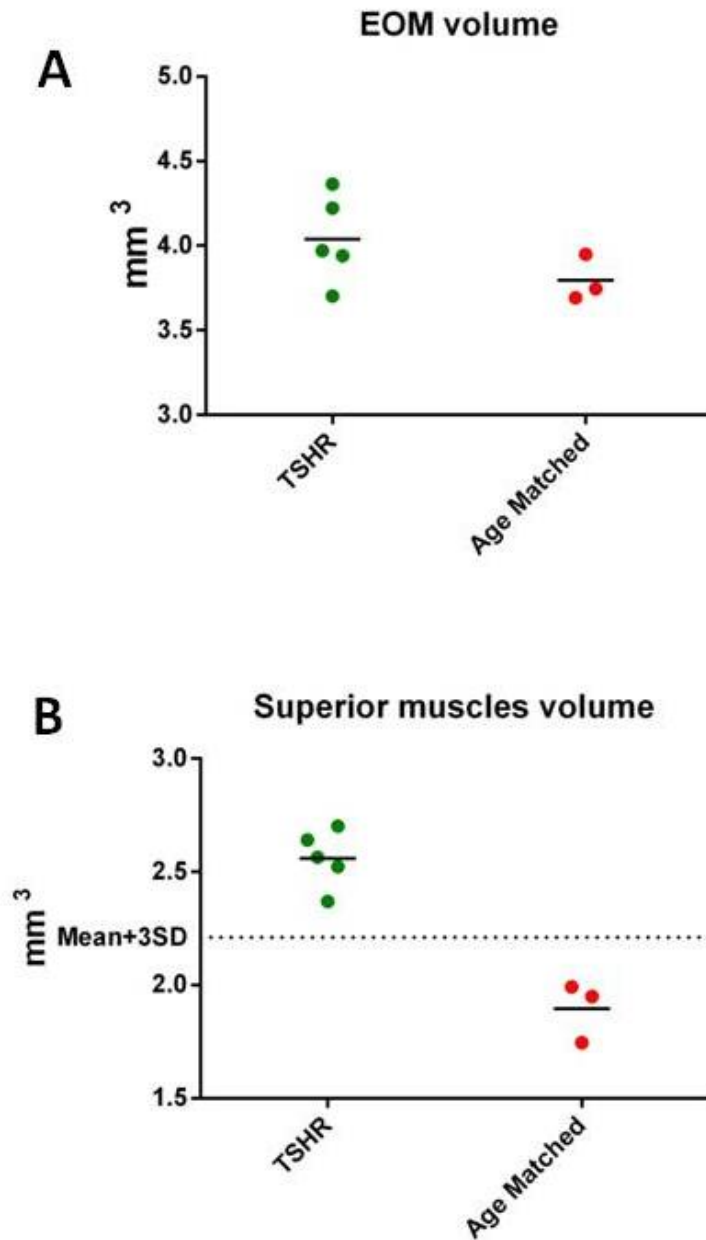 A
EOM volume
mm 3
5.0
4.5
4.0
3.5
3.0
TSHR
Age Matched
B
Superior muscles volume
mm 3
3.0
2.5
Mean+3SD
2.0
1.5
TSHR
Age Matched